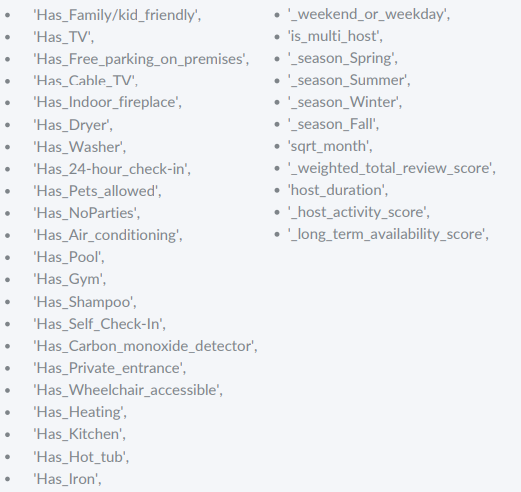 • 'Has_Family/kid_friendly',
• 'Has_TV',
• 'Has_Free_parking_on_premises',
• 'Has_Cable_TV',
• 'Has_Indoor_fireplace',
• 'Has_Dryer',
• 'Has_Washer',
• 'Has_24-hour_check-in',
• 'Has_Pets_allowed',
• 'Has_NoParties',
• 'Has_Air_conditioning',
• 'Has_Pool',
• 'Has_Gym',
• 'Has_Shampoo',
• 'Has_Self_Check-In',
• 'Has_Carbon_monoxide_detector',
• 'Has_Private_entrance',
• 'Has_Wheelchair_accessible',
• 'Has_Heating',
• 'Has_Kitchen',
• 'Has_Hot_tub',
• 'Has_Iron',
• '_weekend_or_weekday',
• 'is_multi_host',
• '_season_Spring',
• '_season_Summer',
• '_season_Winter',
• '_season_Fall',
• 'sqrt_month',
• '_weighted_total_review_score',
• 'host_duration',
• '_host_activity_score',
• '_long_term_availability_score',